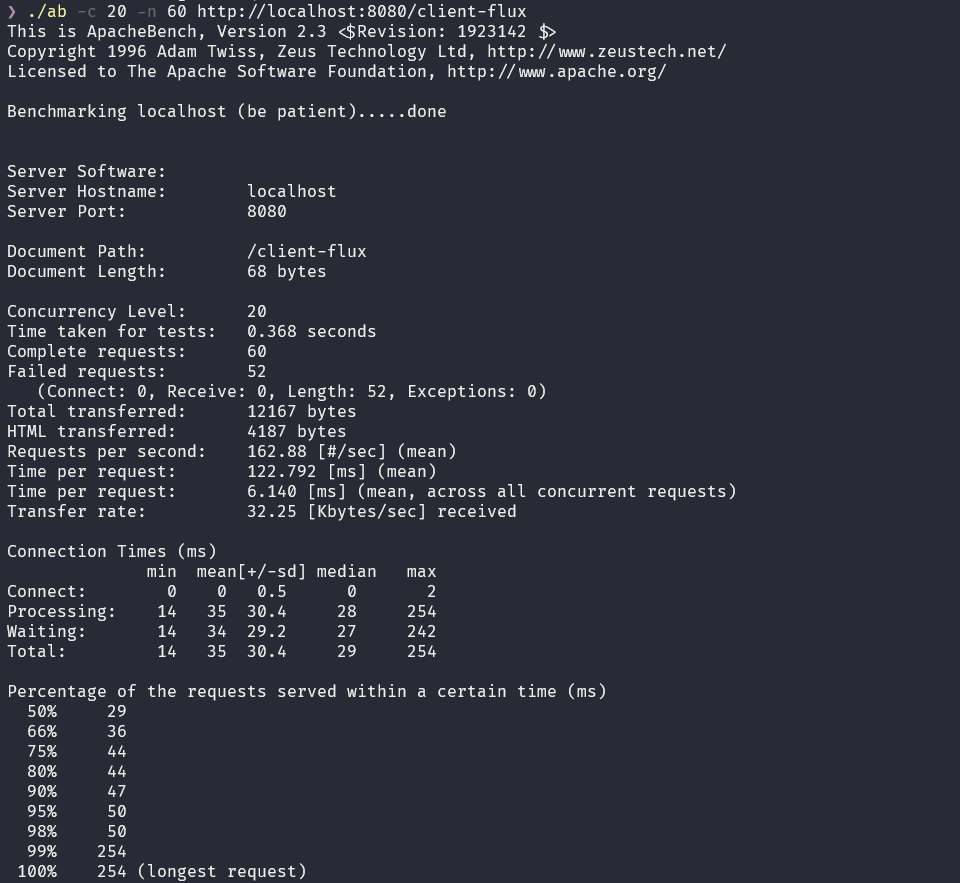 ❯ ./ab -c 20 -n 60 http://localhost:8080/client-flux
This is ApacheBench, Version 2.3 <$Revision: 1923142 $>
Copyright 1996 Adam Twiss, Zeus Technology Ltd, http://www.zeustech.net/
Licensed to The Apache Software Foundation, http://www.apache.org/

Benchmarking localhost (be patient).....done


Server Software:
Server Hostname:        localhost
Server Port:            8080

Document Path:          /client-flux
Document Length:        68 bytes

Concurrency Level:      20
Time taken for tests:   0.368 seconds
Complete requests:      60
Failed requests:        52
   (Connect: 0, Receive: 0, Length: 52, Exceptions: 0)
Total transferred:      12167 bytes
HTML transferred:       4187 bytes
Requests per second:    162.88 [#/sec] (mean)
Time per request:       122.792 [ms] (mean)
Time per request:       6.140 [ms] (mean, across all concurrent requests)
Transfer rate:          32.25 [Kbytes/sec] received

Connection Times (ms)
              min  mean[+/-sd] median   max
Connect:        0    0   0.5      0       2
Processing:    14   35  30.4     28     254
Waiting:       14   34  29.2     27     242
Total:         14   35  30.4     29     254

Percentage of the requests served within a certain time (ms)
  50%     29
  66%     36
  75%     44
  80%     44
  90%     47
  95%     50
  98%     50
  99%    254
 100%    254 (longest request)